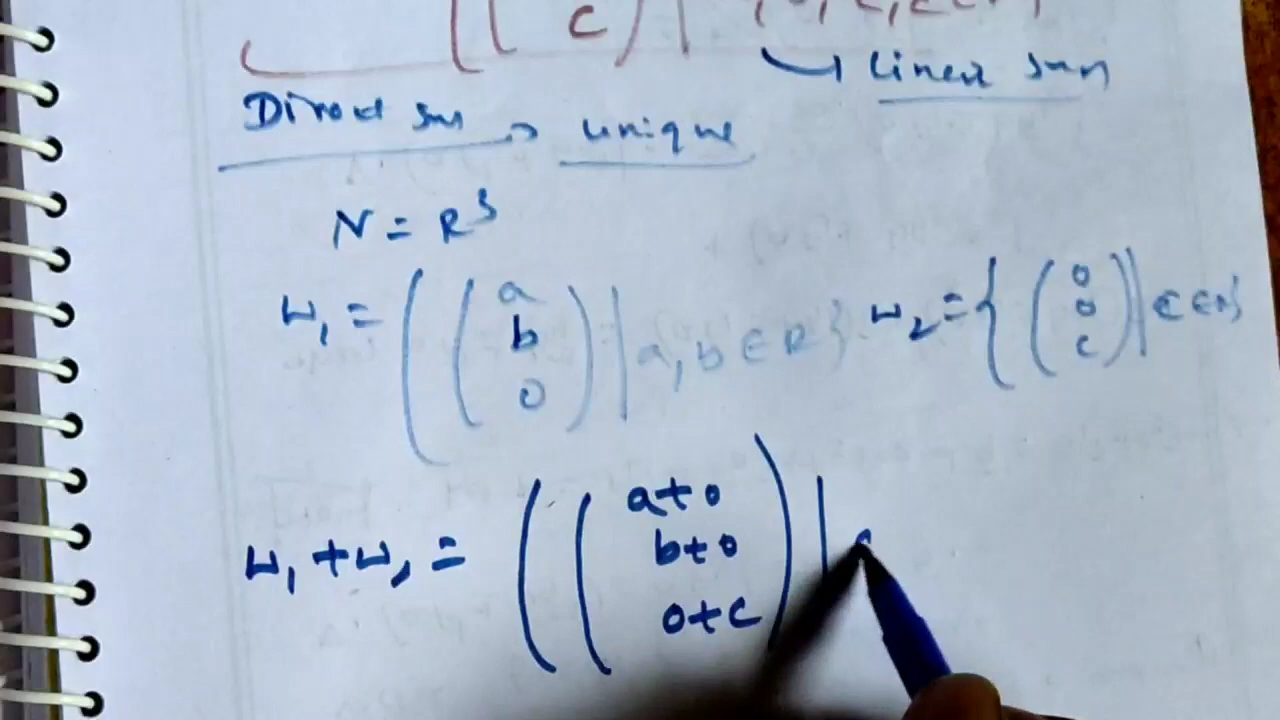 c
Linear sum
Direct sum → unique
N = R³
W₁ = { ( a b 0 ) | a, b ∈ R } W₂ = { ( 0 0 c ) | c ∈ R }
W₁ + W₂ = { ( a+0 b+0 0+c ) |